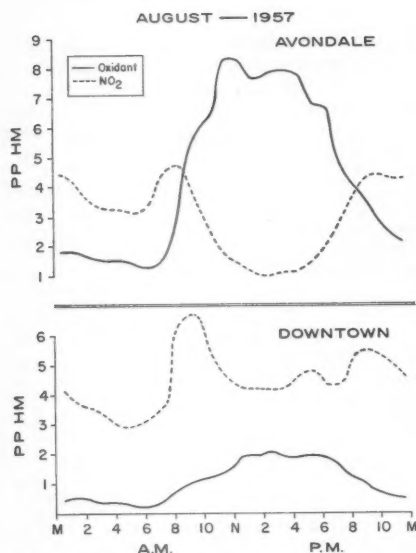 AUGUST — 1957
AVONDALE
Oxidant
NO₂
PP HM
9
8
7
6
5
4
3
2
1
DOWNTOWN
PP HM
6
5
4
3
2
1
M 2 4 6 8 10 N 2 4 6 8 10 M
A.M. P.M.